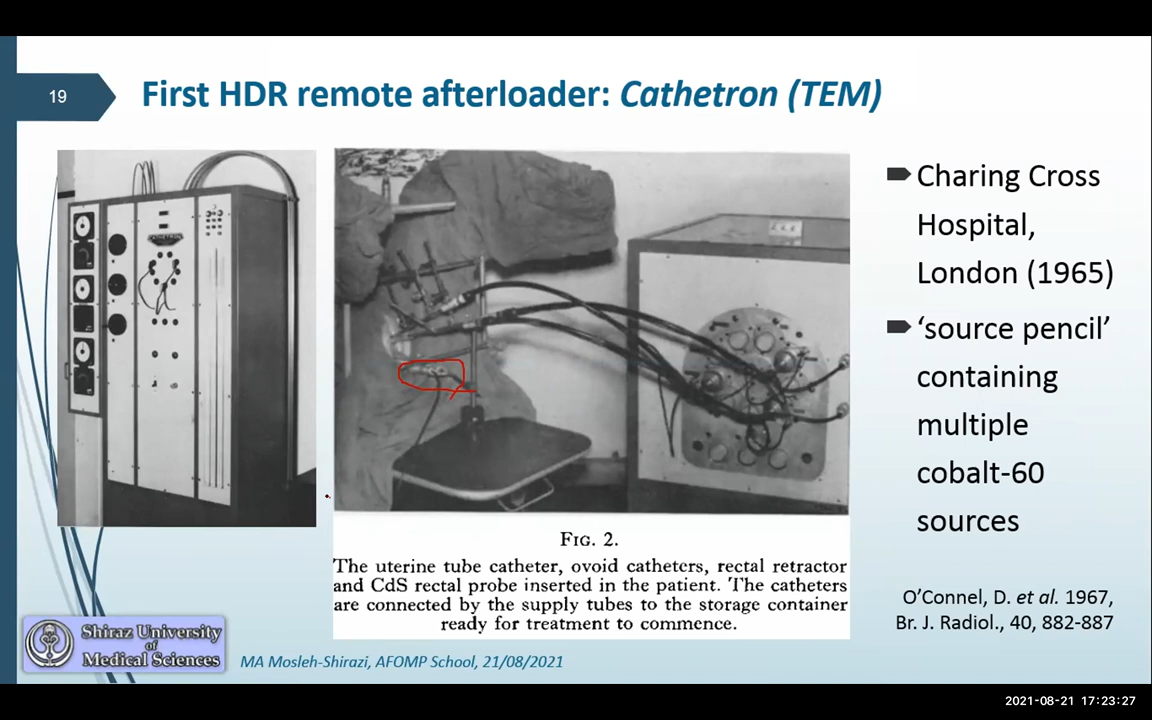 19
First HDR remote afterloader: Cathetron (TEM)
CATHETRON
Charing Cross
Hospital,
London (1965)
‘source pencil’
containing
multiple
cobalt-60
sources
FIG. 2.
The uterine tube catheter, ovoid catheters, rectal retractor
and CdS rectal probe inserted in the patient. The catheters
are connected by the supply tubes to the storage container
ready for treatment to commence.
O’Connel, D. et al. 1967,
Br. J. Radiol., 40, 882-887
Shiraz University
of
Medical Sciences
MA Mosleh-Shirazi, AFOMP School, 21/08/2021
2021-08-21 17:23:27